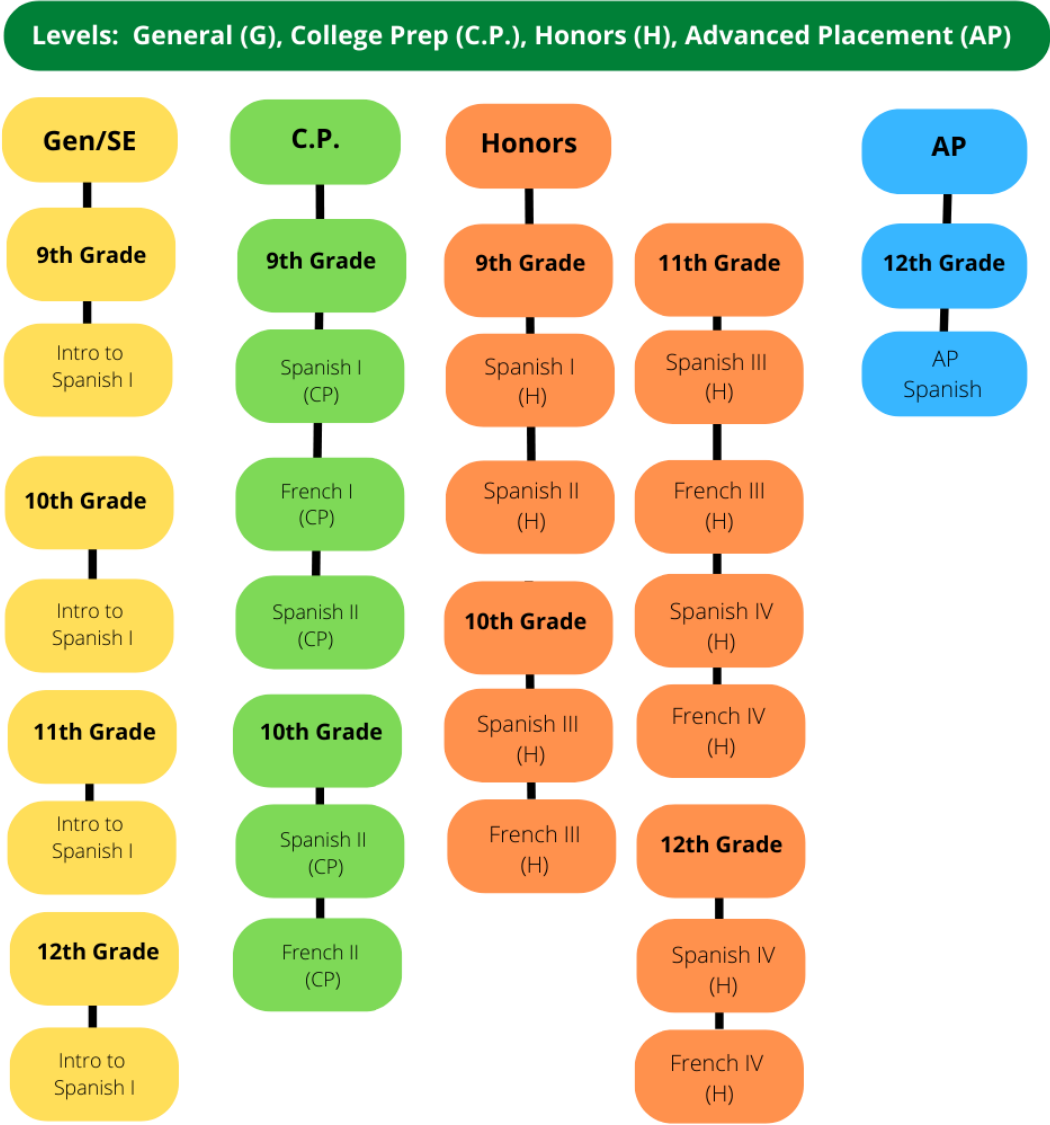 Levels:  General (G), College Prep (C.P.), Honors (H), Advanced Placement (AP)
Gen/SE
9th Grade
Intro to
Spanish I
10th Grade
Intro to
Spanish I
11th Grade
Intro to
Spanish I
12th Grade
Intro to
Spanish I
C.P.
9th Grade
Spanish I
(CP)
French I
(CP)
Spanish II
(CP)
10th Grade
Spanish II
(CP)
French II
(CP)
Honors
9th Grade
Spanish I
(H)
Spanish II
(H)
10th Grade
Spanish III
(H)
French III
(H)
11th Grade
Spanish III
(H)
French III
(H)
Spanish IV
(H)
French IV
(H)
12th Grade
Spanish IV
(H)
French IV
(H)
AP
12th Grade
AP
Spanish